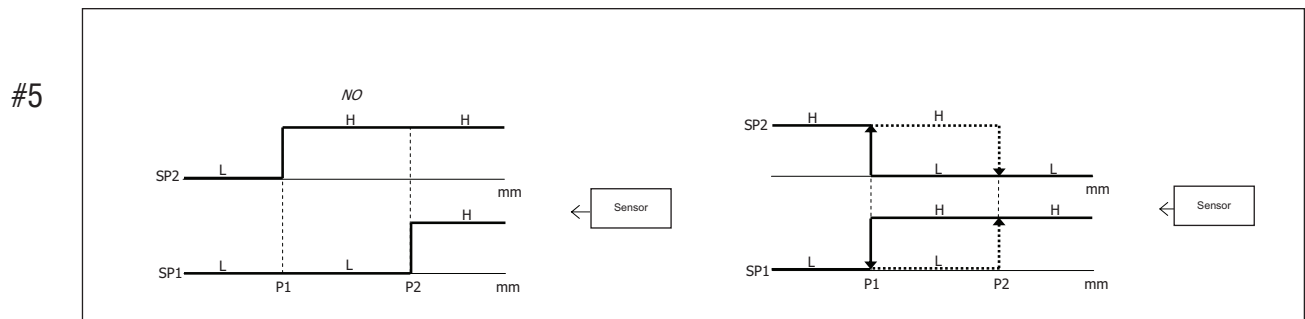 #5
NO
H H
L
SP2
mm
Sensor
H
L L
SP1
P1 P2 mm
H H
SP2
L L
mm
Sensor
H H
L L
SP1
P1 P2 mm